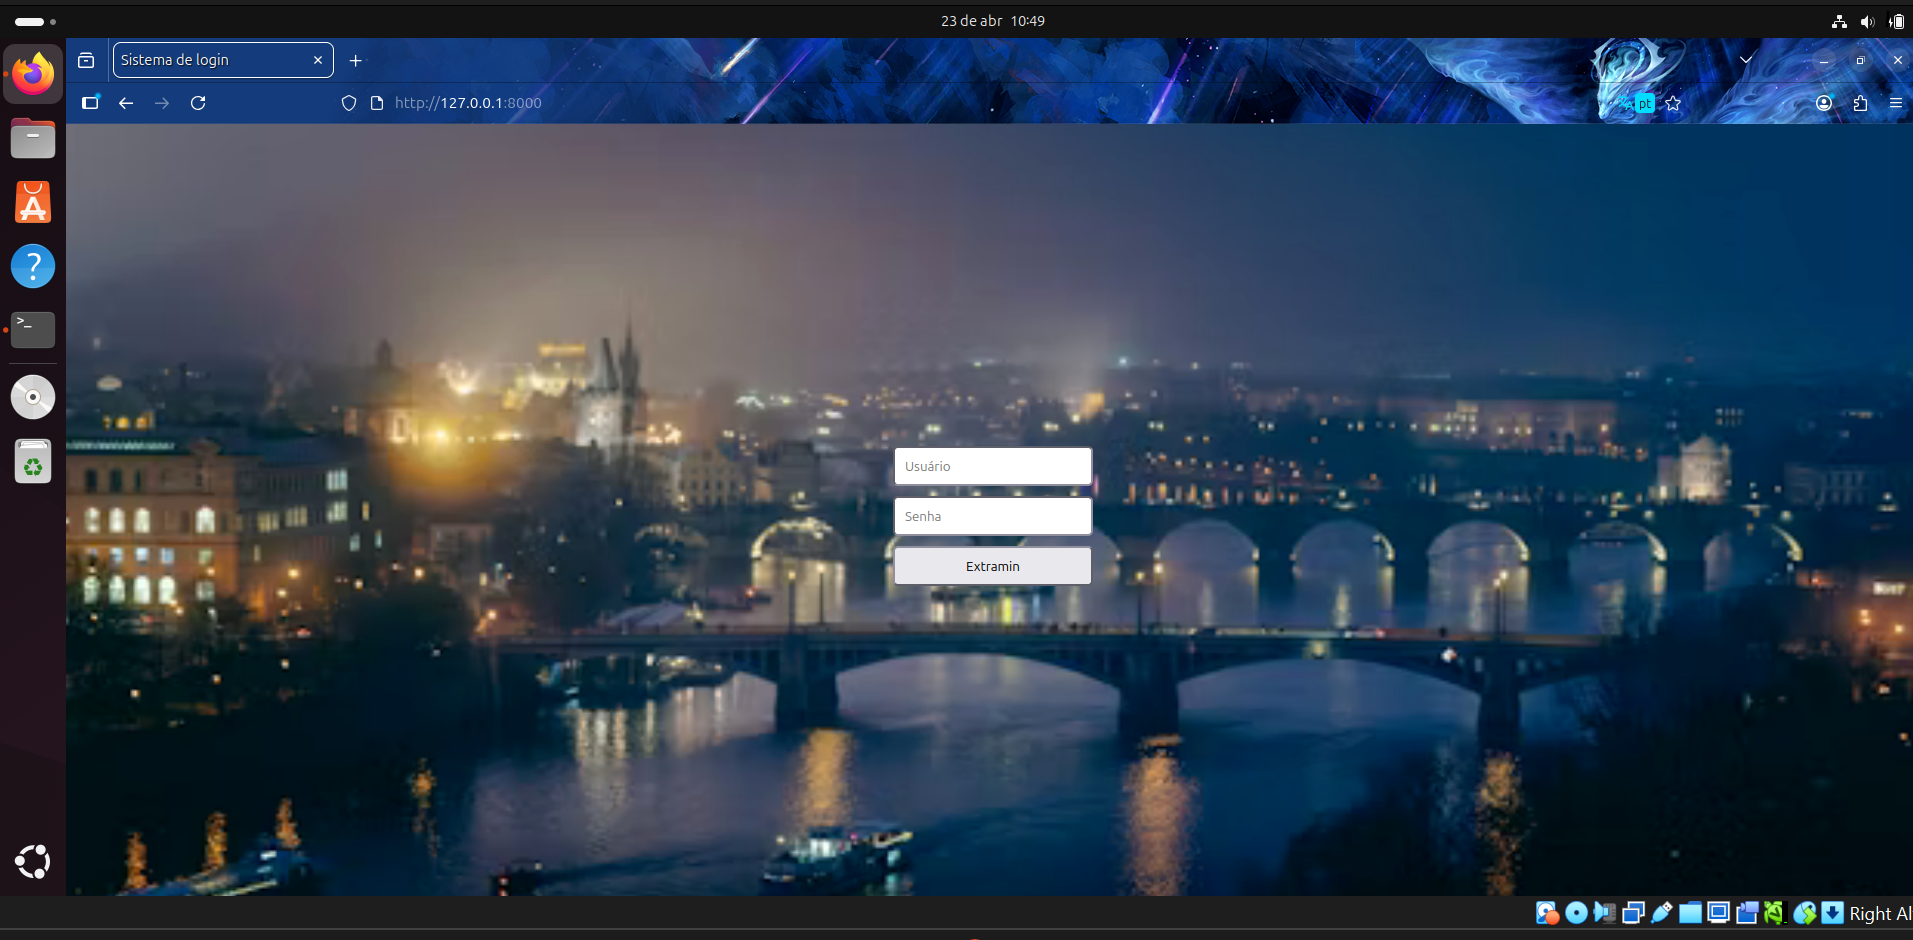 23 de abr 10:49
Sistema de login
http://127.0.0.1:8000
pt
Usuário
Senha
Extramin
Right Al